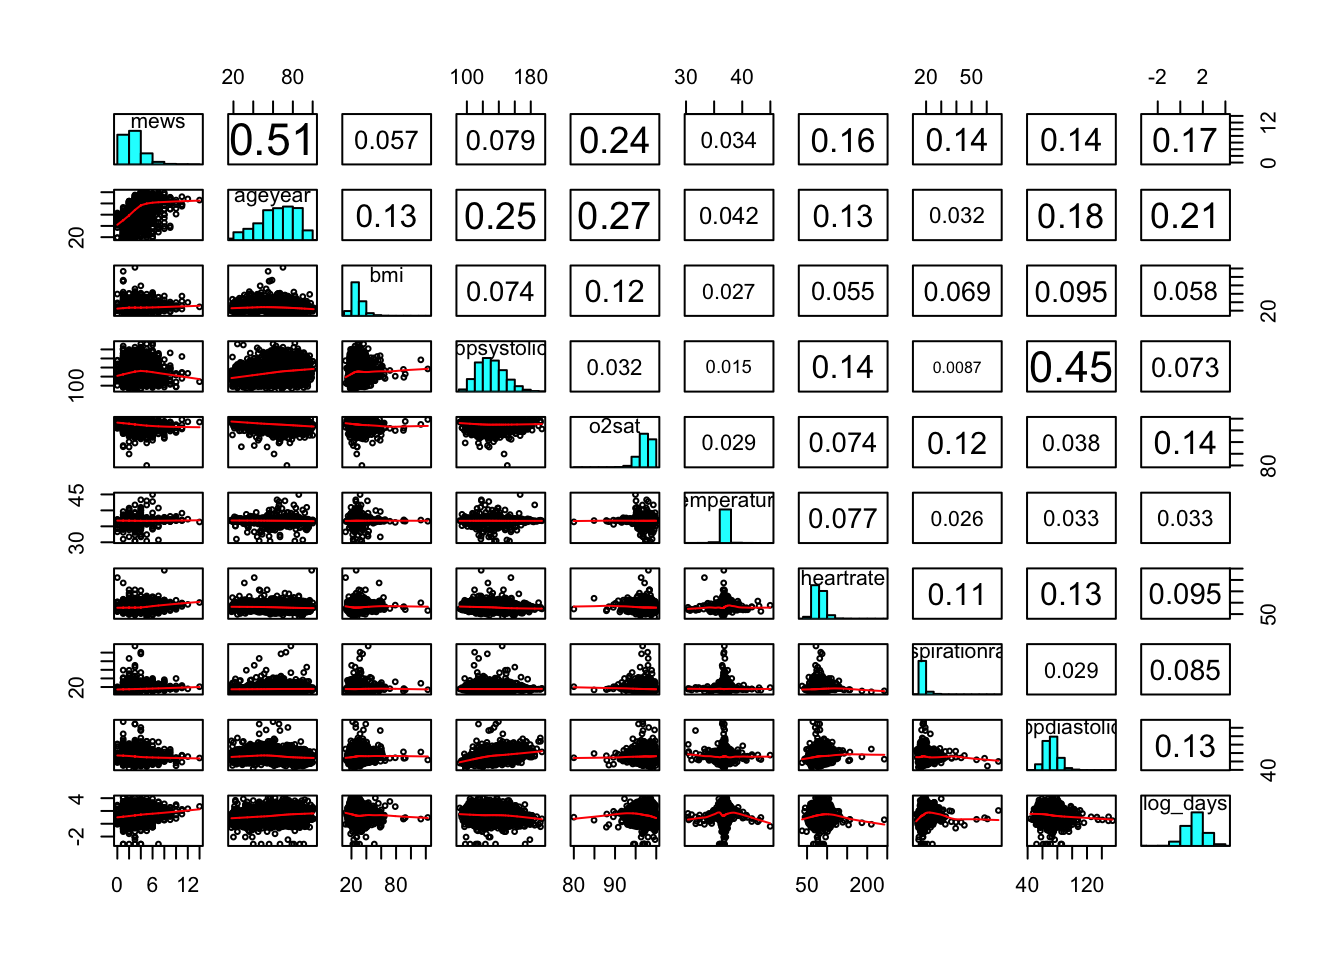 20 80 100 180 30 40 20 50 -2 2
mews 0.51 0.057 0.079 0.24 0.034 0.16 0.14 0.14 0.17 0 12
20 ageyear 0.13 0.25 0.27 0.042 0.13 0.032 0.18 0.21
bmi 0.074 0.12 0.027 0.055 0.069 0.095 0.058 20
100 bpsystolic 0.032 0.015 0.14 0.0087 0.45 0.073
o2sat 0.029 0.074 0.12 0.038 0.14 80
30 45 emperatur 0.077 0.026 0.033 0.033
heartrate 0.11 0.13 0.095 50
20 spirationra 0.029 0.085
opdiastolic 0.13 40
-2 4 log_days
0 6 12 20 80 80 90 50 200 40 120